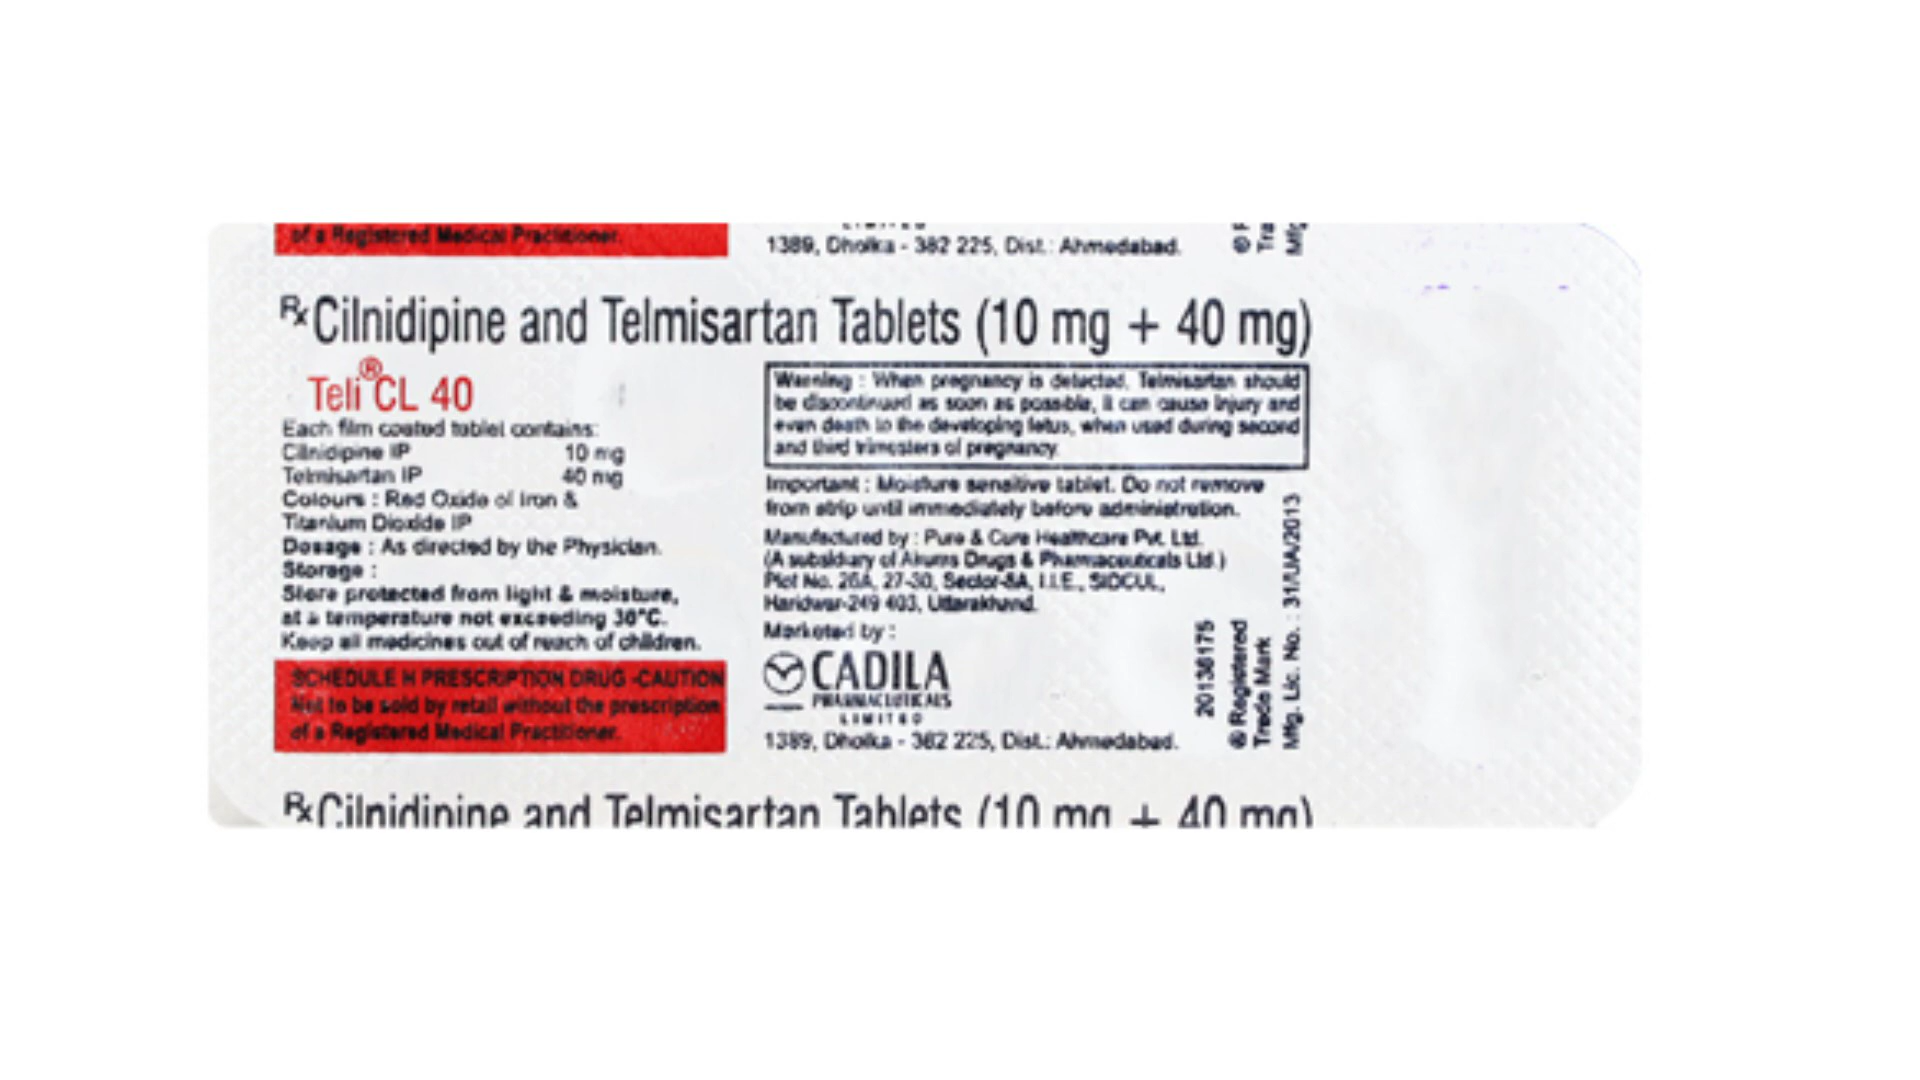 of a Registered Medical Practitioner.
LIMITED
1389, Dholka - 382 225, Dist.: Ahmedabad.
® R
Tra
Mfg
Rx Cilnidipine and Telmisartan Tablets (10 mg + 40 mg)
Teli® CL 40
Each film coated tablet contains:
Cilnidipine IP 10 mg
Telmisartan IP 40 mg
Colours : Red Oxide of Iron &
Titanium Dioxide IP
Dosage : As directed by the Physician.
Storage :
Store protected from light & moisture,
at a temperature not exceeding 30°C.
Keep all medicines out of reach of children.
SCHEDULE H PRESCRIPTION DRUG -CAUTION
Not to be sold by retail without the prescription
of a Registered Medical Practitioner.
Warning : When pregnancy is detected, Telmisartan should
be discontinued as soon as possible, it can cause injury and
even death to the developing fetus, when used during second
and third trimesters of pregnancy.
Important : Moisture sensitive tablet. Do not remove
from strip until immediately before administration.
Manufactured by : Pure & Cure Healthcare Pvt. Ltd.
(A subsidiary of Akums Drugs & Pharmaceuticals Ltd.)
Plot No. 26A, 27-30, Sector-8A, I.I.E., SIDCUL,
Haridwar-249 403, Uttarakhand.
Marketed by :
CADILA
PHARMACEUTICALS
LIMITED
1389, Dholka - 382 225, Dist.: Ahmedabad.
20136175
® Registered
Trade Mark
Mfg. Lic. No. : 31/UA/2013
Rx Cilnidipine and Telmisartan Tablets (10 mg + 40 mg)